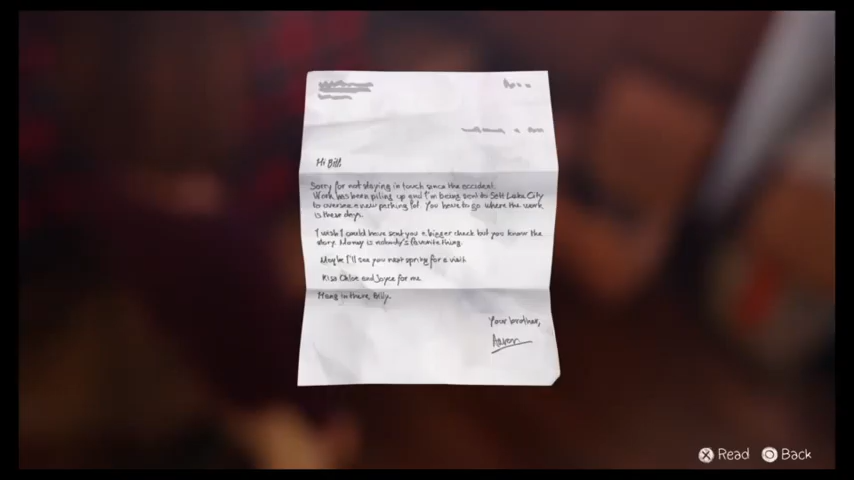 Hi Bill
Sorry for not staying in touch since the accident.
Work has been piling up and I'm being sent to Salt Lake City
to oversee a new parking lot. You have to go where the work
is these days.
I wish I could have sent you a bigger check but you know the
story. Money is nobody's favorite thing.
Maybe I'll see you next spring for a visit.
Kiss Chloe and Joyce for me.
Hang in there, Billy.
Your brother,
Aaron
Read
Back